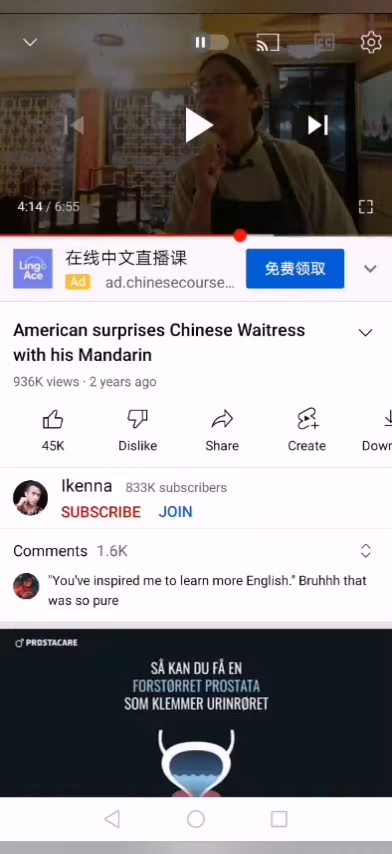 CC
4:14 / 6:55
Ling
Ace
在线中文直播课
Ad ad.chinesecourse...
免费领取
American surprises Chinese Waitress
with his Mandarin
936K views · 2 years ago
45K Dislike Share Create Down
Ikenna 833K subscribers
SUBSCRIBE JOIN
Comments 1.6K
"You've inspired me to learn more English." Bruhhh that
was so pure
PROSTACARE
SÅ KAN DU FÅ EN
FORSTØRRET PROSTATA
SOM KLEMMER URINRØRET